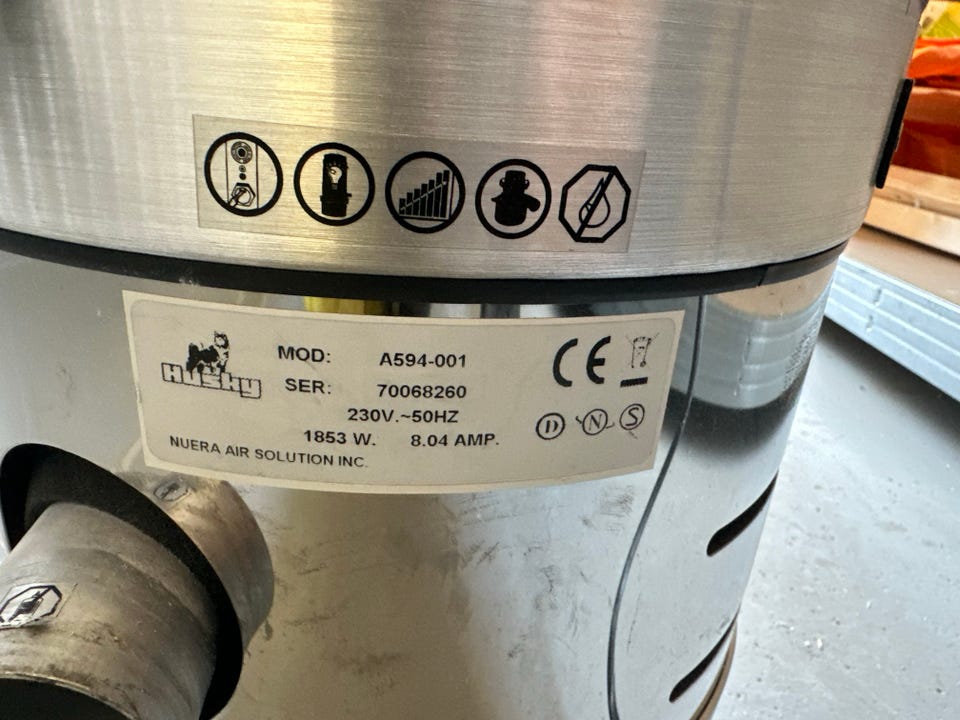 HUSKY
MOD: A594-001
SER: 70068260
230V.~50HZ
1853 W. 8.04 AMP.
NUERA AIR SOLUTION INC.
CE
D N S